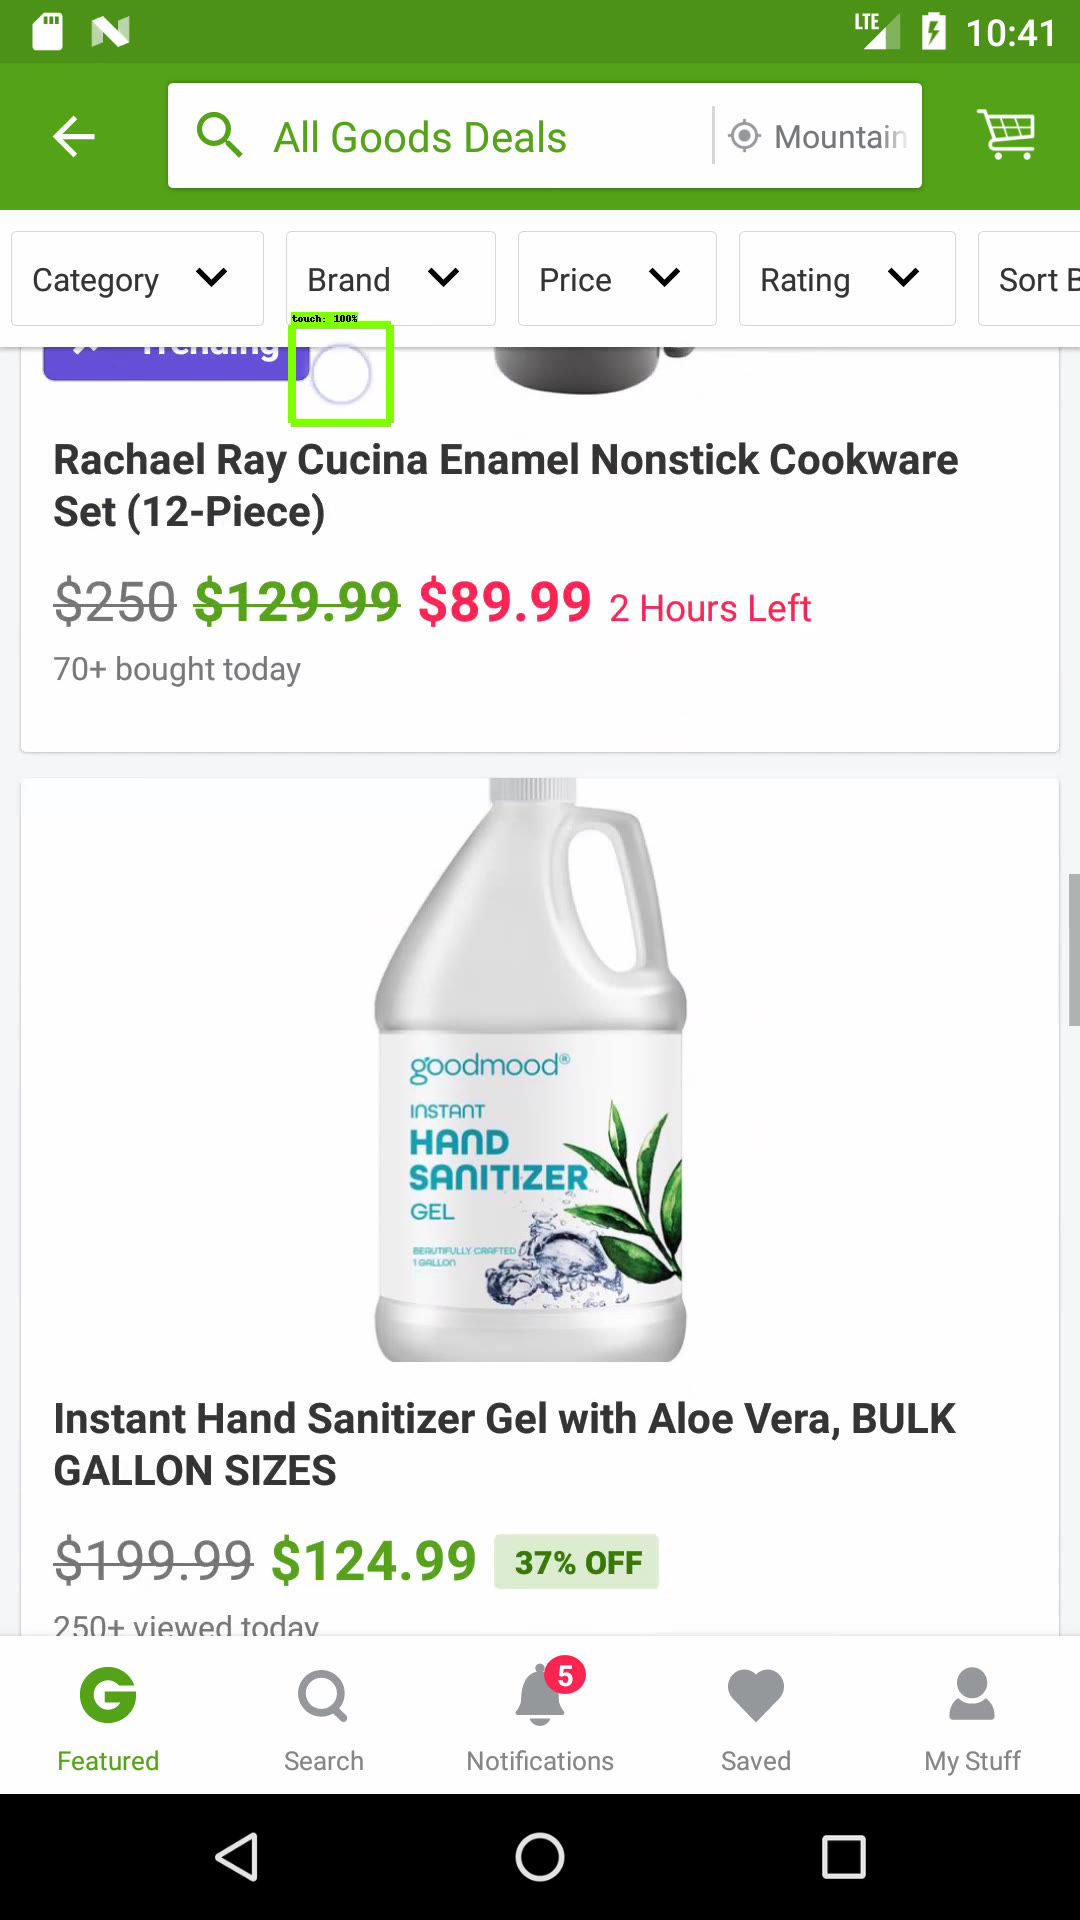 LTE 10:41
All Goods Deals Mountain
Category Brand Price Rating Sort B
touch: 100%
Trending
Rachael Ray Cucina Enamel Nonstick Cookware
Set (12-Piece)
$250 $129.99 $89.99 2 Hours Left
70+ bought today
goodmood®
INSTANT
HAND
SANITIZER
GEL
BEAUTIFULLY CRAFTED
1 GALLON
Instant Hand Sanitizer Gel with Aloe Vera, BULK
GALLON SIZES
$199.99 $124.99 37% OFF
250+ viewed today
5
Featured Search Notifications Saved My Stuff